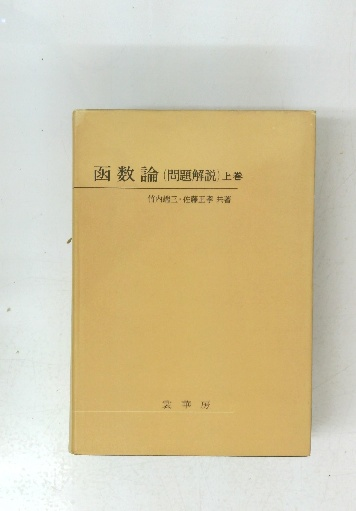 函数論(問題解説)上巻
竹内端三・佐藤正孝 共著
裳華房